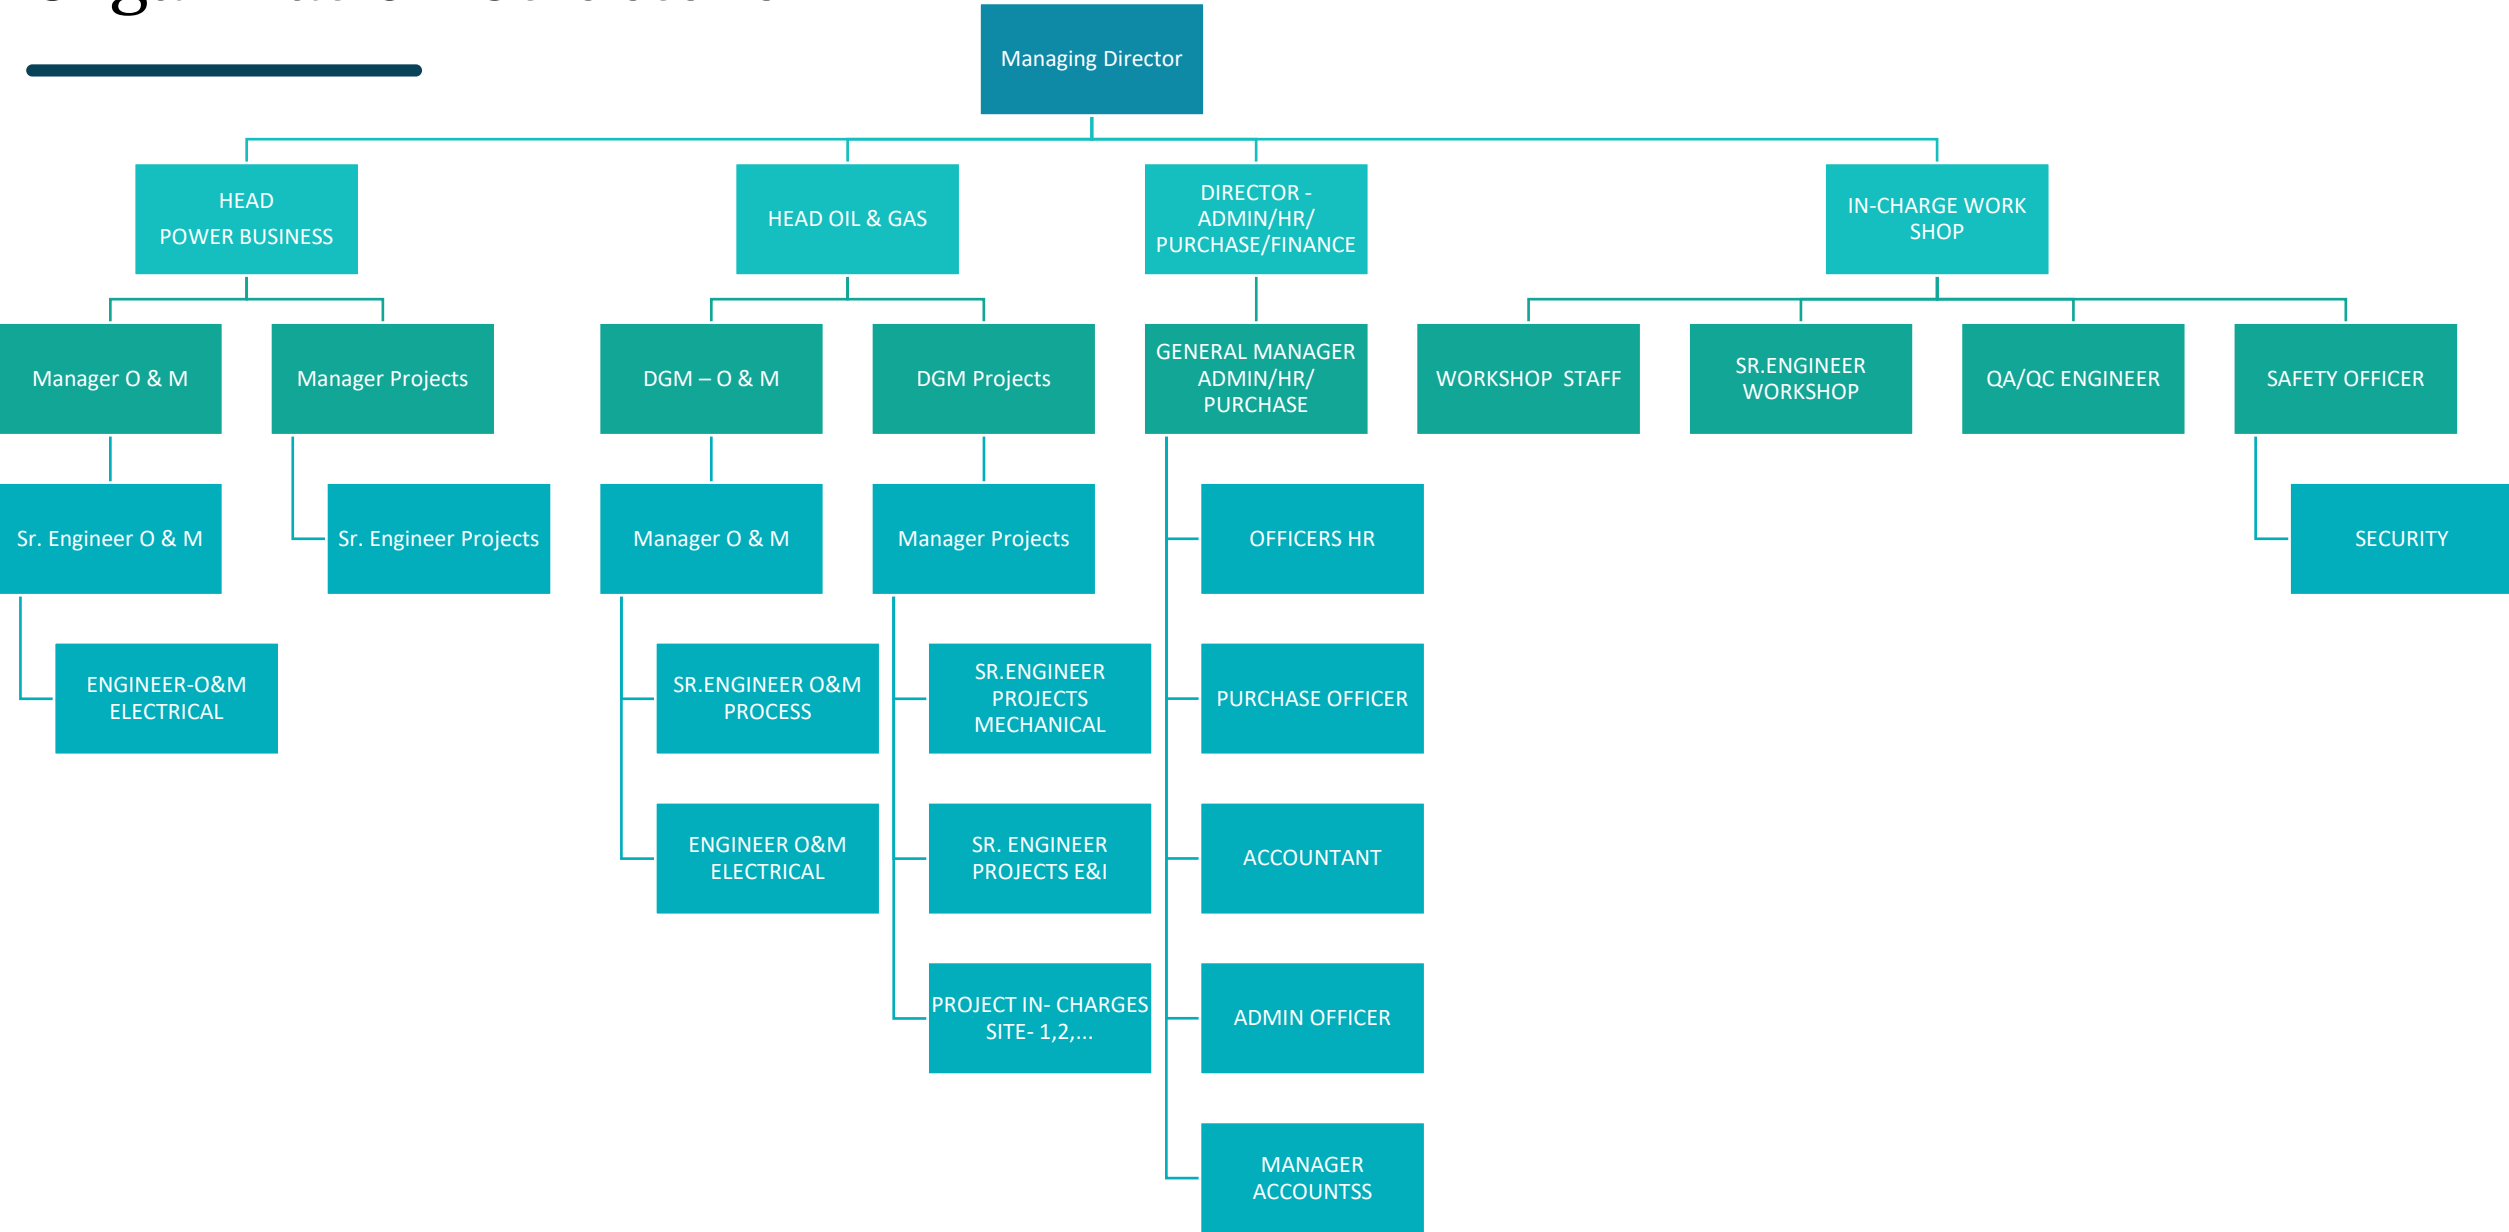 Managing Director
HEAD
POWER BUSINESS
HEAD OIL & GAS
DIRECTOR -
ADMIN/HR/
PURCHASE/FINANCE
IN-CHARGE WORK
SHOP
Manager O & M
Manager Projects
DGM – O & M
DGM Projects
GENERAL MANAGER
ADMIN/HR/
PURCHASE
WORKSHOP  STAFF
SR.ENGINEER
WORKSHOP
QA/QC ENGINEER
SAFETY OFFICER
Sr. Engineer O & M
Sr. Engineer Projects
Manager O & M
Manager Projects
OFFICERS HR
SECURITY
ENGINEER-O&M
ELECTRICAL
SR.ENGINEER O&M
PROCESS
SR.ENGINEER
PROJECTS
MECHANICAL
PURCHASE OFFICER
ENGINEER O&M
ELECTRICAL
SR. ENGINEER
PROJECTS E&I
ACCOUNTANT
PROJECT IN- CHARGES
SITE- 1,2,...
ADMIN OFFICER
MANAGER
ACCOUNTSS